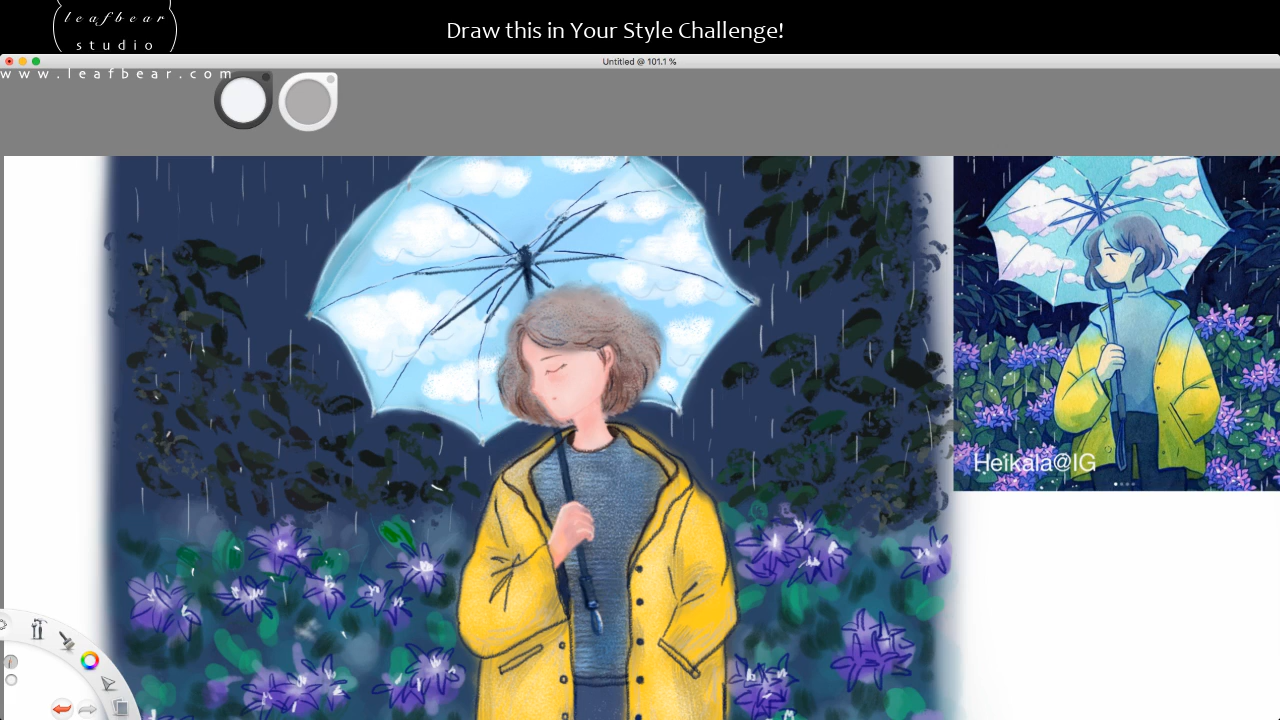 leafbear
studio
Draw this in Your Style Challenge!
Untitled @ 101.1 %
www.leafbear.com
Heikala@IG